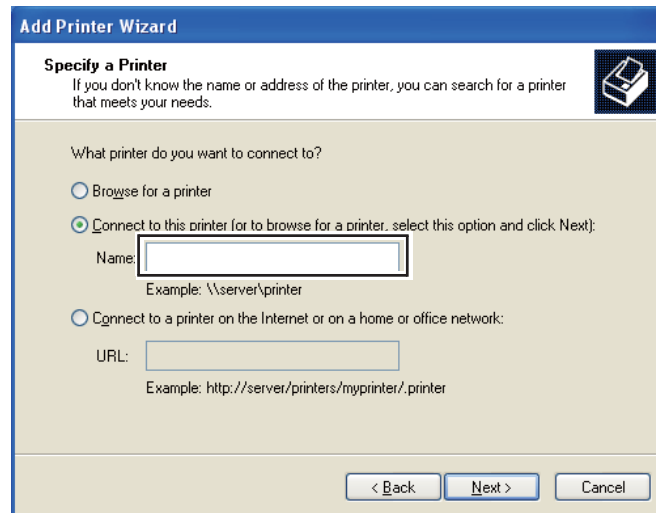 Add Printer Wizard
Specify a Printer
If you don't know the name or address of the printer, you can search for a printer
that meets your needs.
What printer do you want to connect to?
Browse for a printer
Connect to this printer (or to browse for a printer, select this option and click Next):
Name:
Example: \\server\printer
Connect to a printer on the Internet or on a home or office network:
URL:
Example: http://server/printers/myprinter/.printer
< Back Next > Cancel